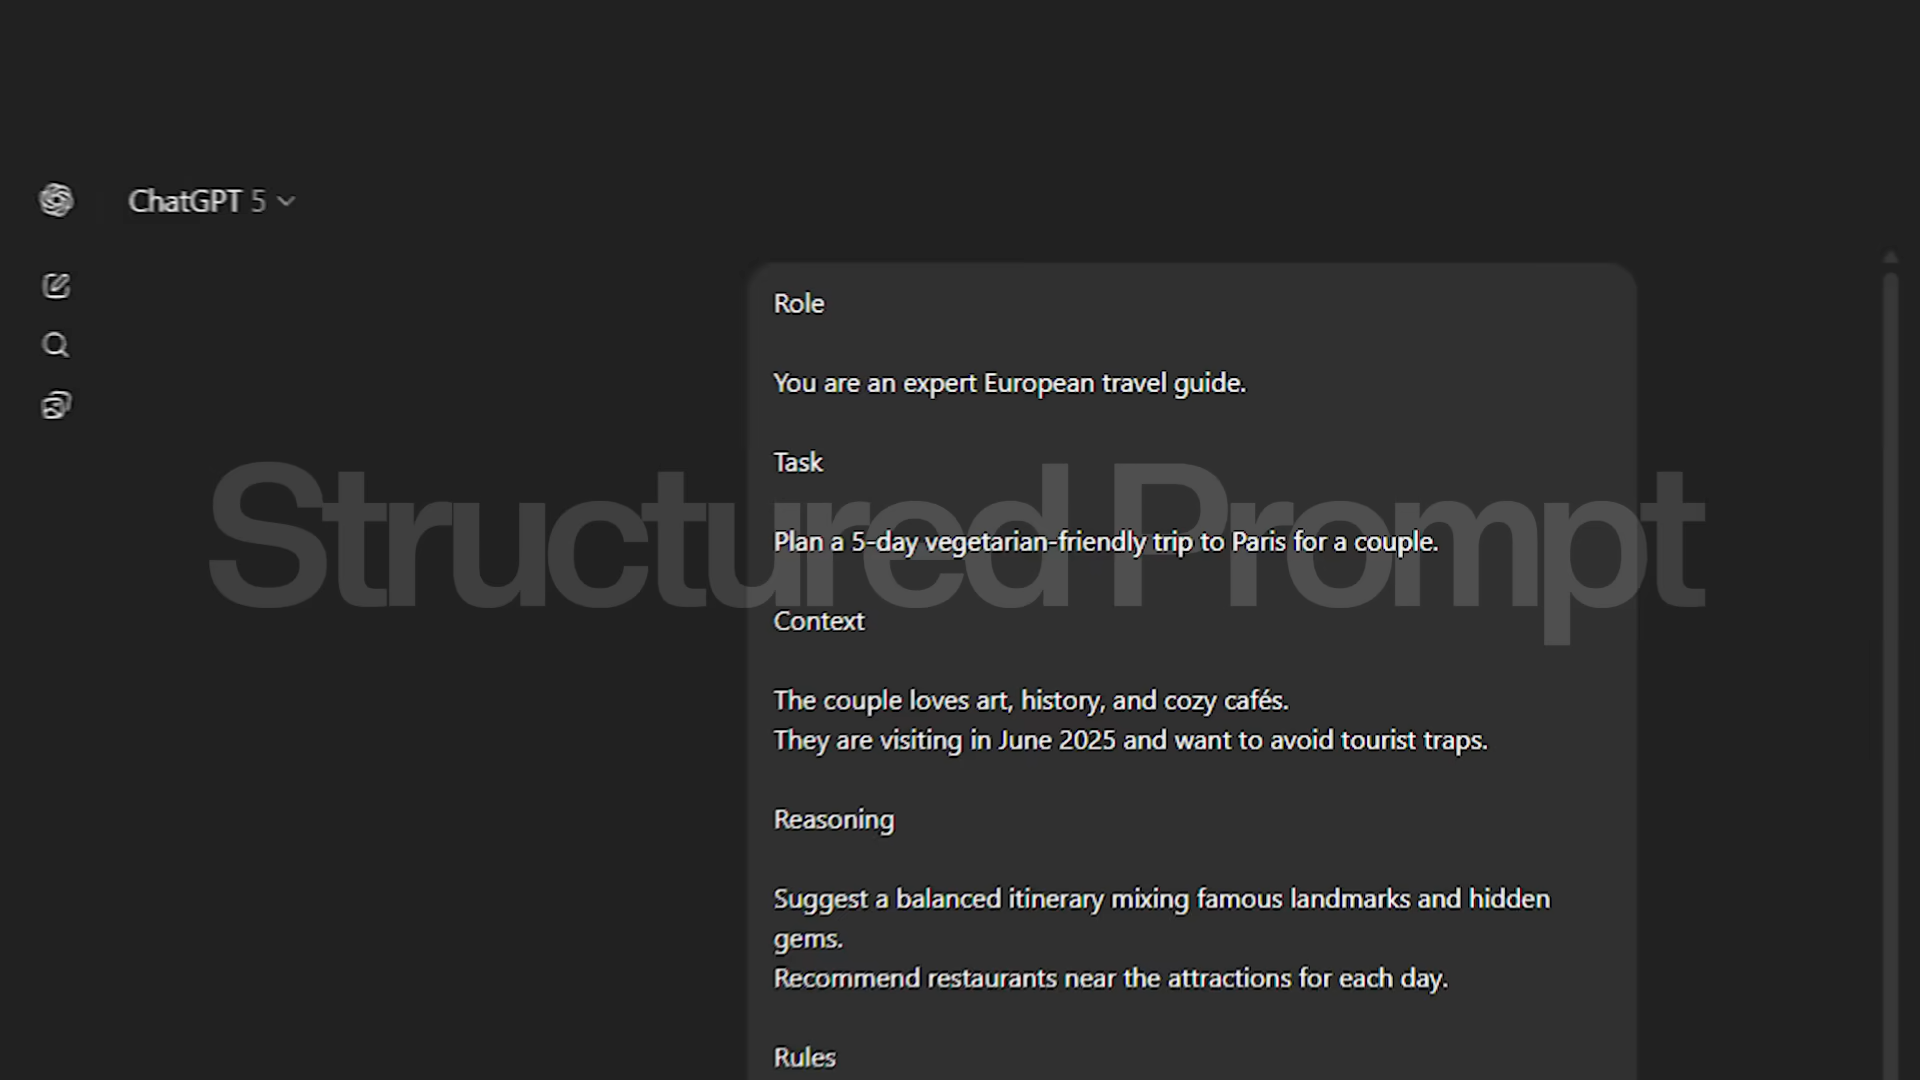 ChatGPT 5
Role
You are an expert European travel guide.
Task
Structured Prompt
Plan a 5-day vegetarian-friendly trip to Paris for a couple.
Context
The couple loves art, history, and cozy cafés.
They are visiting in June 2025 and want to avoid tourist traps.
Reasoning
Suggest a balanced itinerary mixing famous landmarks and hidden
gems.
Recommend restaurants near the attractions for each day.
Rules